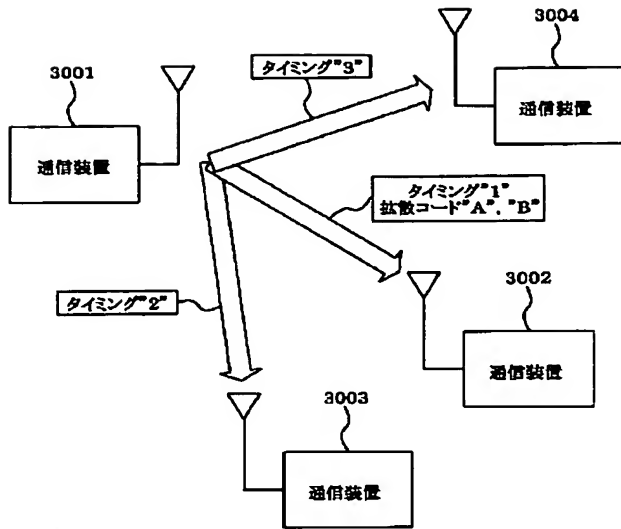 3001
通信装置
タイミング"3"
3004
通信装置
タイミング"1"
拡散コード"A", "B"
タイミング"2"
3002
通信装置
3003
通信装置